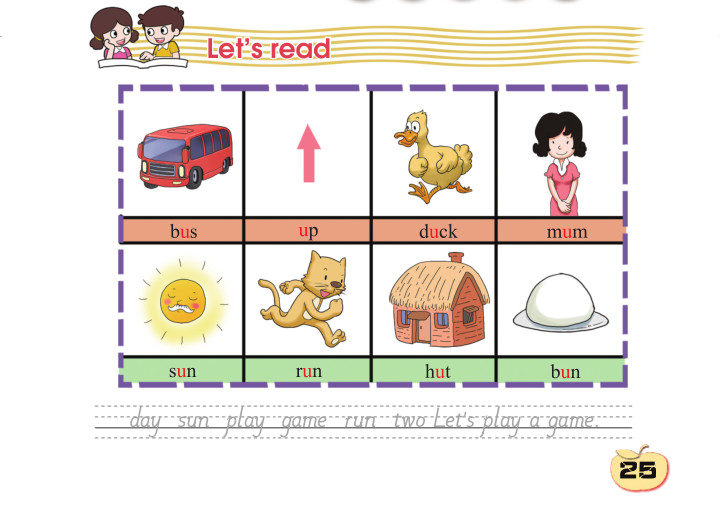 Let's read
bus up duck mum
sun run hut bun
day sun play game run two Let's play a game.
25